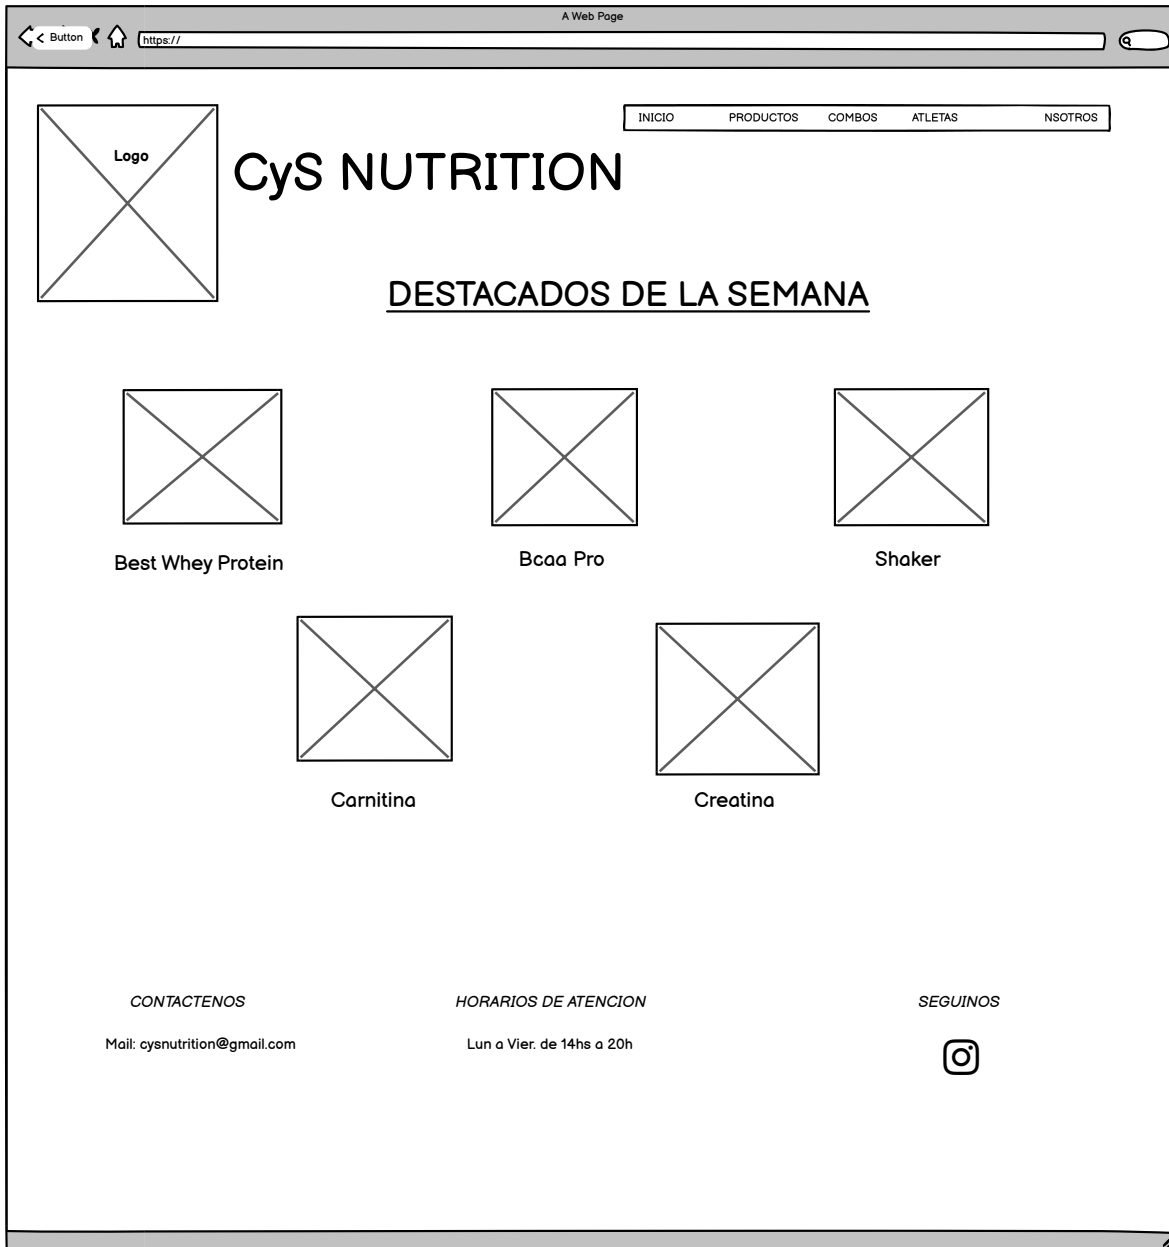 A Web Page
Button
https://
INICIO PRODUCTOS COMBOS ATLETAS NSOTROS
Logo
CyS NUTRITION
DESTACADOS DE LA SEMANA
Best Whey Protein
Bcaa Pro
Shaker
Carnitina
Creatina
CONTACTENOS
HORARIOS DE ATENCION
SEGUINOS
Mail: cysnutrition@gmail.com
Lun a Vier. de 14hs a 20h